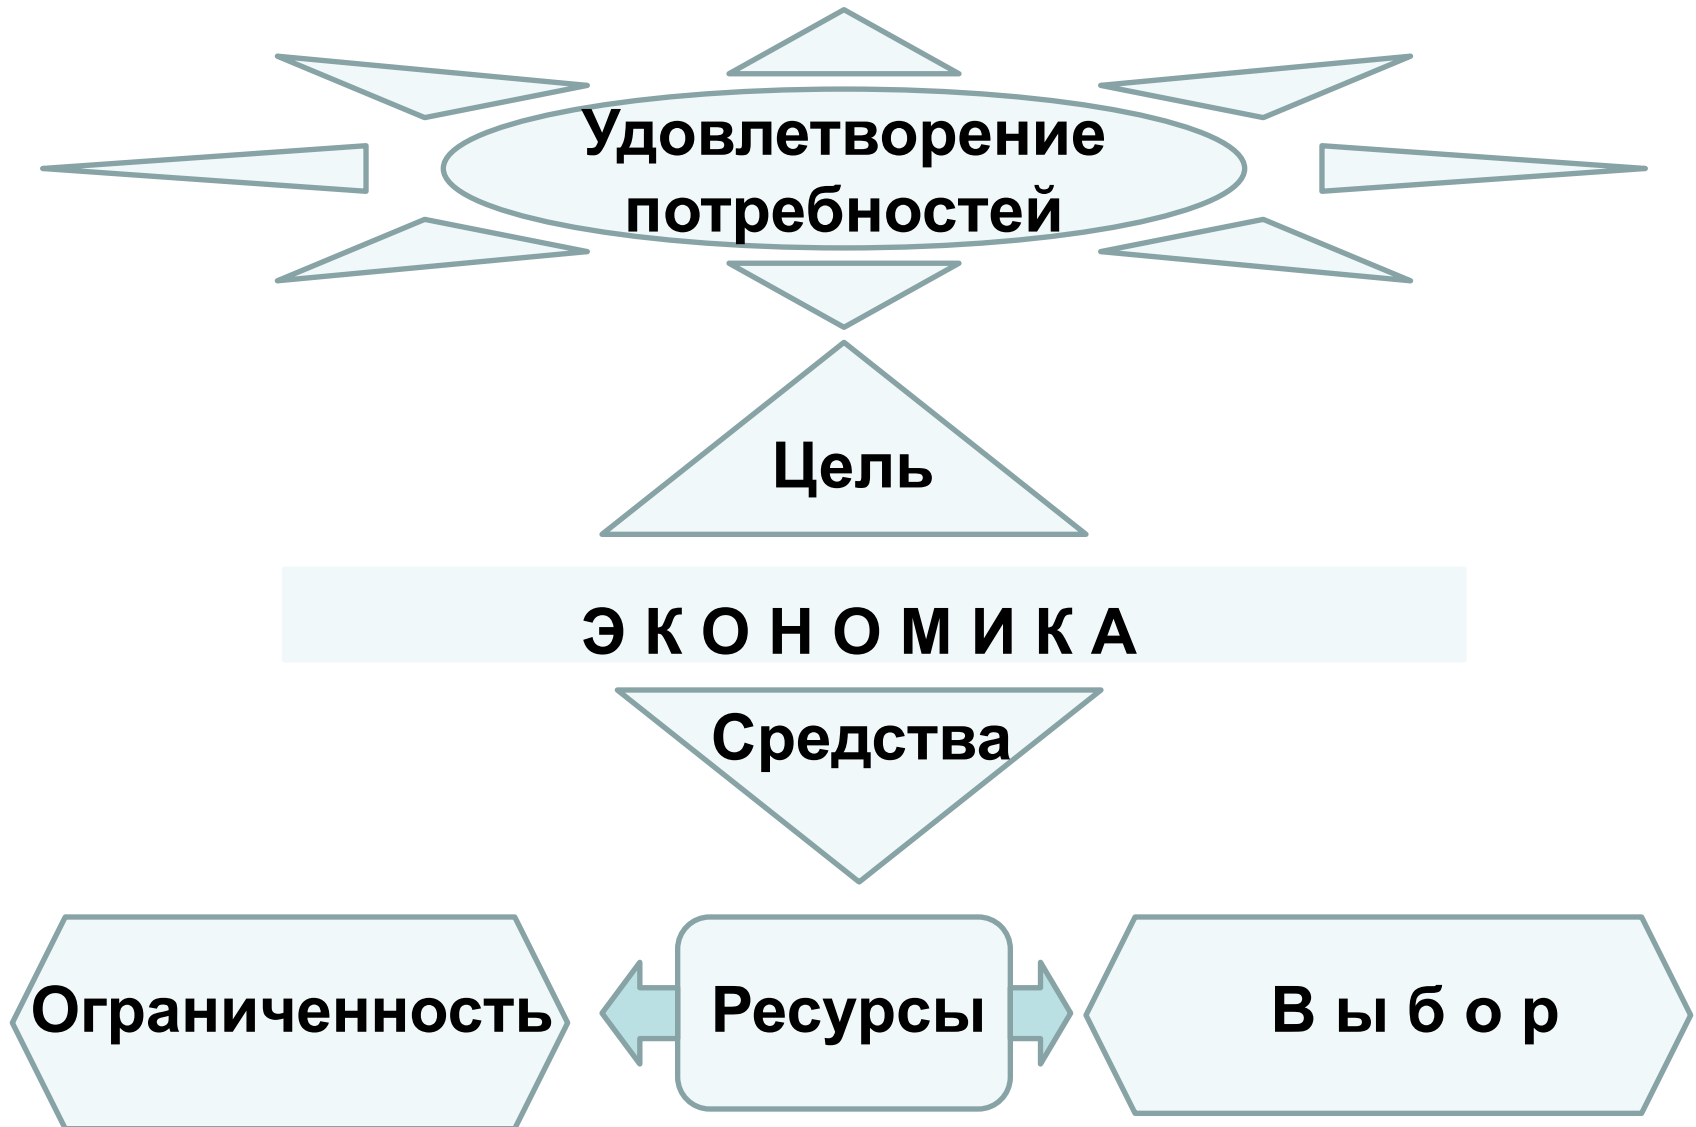 Удовлетворение
потребностей
Цель
Э К О Н О М И К А
Средства
Ограниченность
Ресурсы
В ы б о р